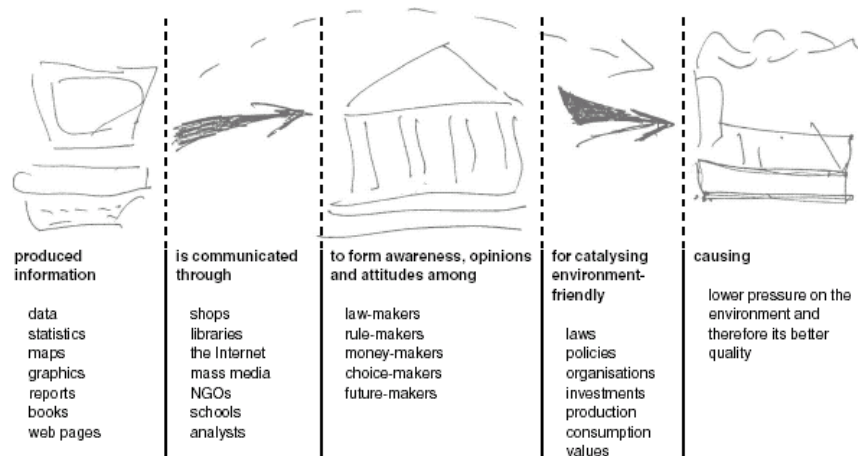 produced
information
data
statistics
maps
graphics
reports
books
web pages
is communicated
through
shops
libraries
the Internet
mass media
NGOs
schools
analysts
to form awareness, opinions
and attitudes among
law-makers
rule-makers
money-makers
choice-makers
future-makers
for catalysing
environment-
friendly
laws
policies
organisations
investments
production
consumption
values
causing
lower pressure on the
environment and
therefore its better
quality